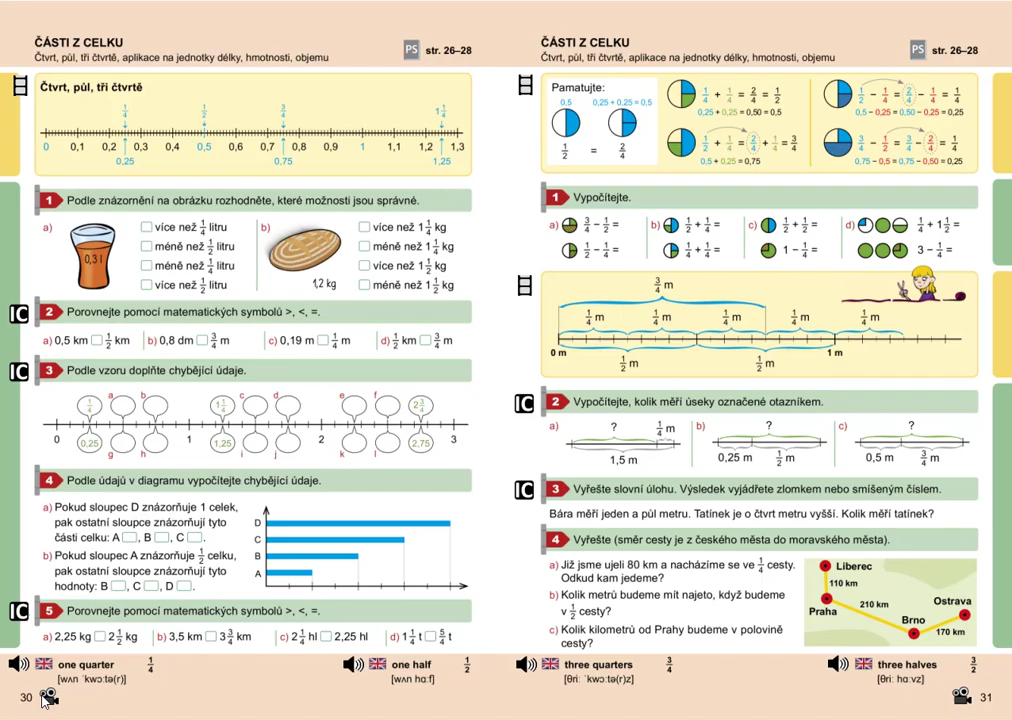 ČÁSTI Z CELKU
Čtvrt, půl, tři čtvrtě, aplikace na jednotky délky, hmotnosti, objemu
PS str. 26–28
Čtvrt, půl, tři čtvrtě
1/4 1/2 3/4 1 1/4
0 0,1 0,2 0,3 0,4 0,5 0,6 0,7 0,8 0,9 1 1,1 1,2 1,3
0,25 0,75 1,25
1 Podle znázornění na obrázku rozhodněte, které možnosti jsou správné.
a) 0,3 l
více než 1/4 litru
méně než 1/2 litru
méně než 1/4 litru
více než 1/2 litru
b) 1,2 kg
více než 1 1/4 kg
méně než 1 1/4 kg
více než 1 1/2 kg
méně než 1 1/2 kg
IC 2 Porovnejte pomocí matematických symbolů >, <, =.
a) 0,5 km 1/2 km b) 0,8 dm 3/4 m c) 0,19 m 1/4 m d) 1/2 km 3/4 m
IC 3 Podle vzoru doplňte chybějící údaje.
1/4 a b 1 1/4 c d e f 2 3/4
0 1 2 3
0,25 g h 1,25 i j k l 2,75
4 Podle údajů v diagramu vypočítejte chybějící údaje.
a) Pokud sloupec D znázorňuje 1 celek,
pak ostatní sloupce znázorňují tyto
části celku: A , B , C .
b) Pokud sloupec A znázorňuje 1/2 celku,
pak ostatní sloupce znázorňují tyto
hodnoty: B , C , D .
D
C
B
A
IC 5 Porovnejte pomocí matematických symbolů >, <, =.
a) 2,25 kg 2 1/2 kg b) 3,5 km 3 3/4 km c) 2 1/4 hl 2,25 hl d) 1 1/4 t 5/4 t
one quarter 1/4
[wʌn ˈkwɔːtə(r)]
one half 1/2
[wʌn hɑːf]
30
ČÁSTI Z CELKU
Čtvrt, půl, tři čtvrtě, aplikace na jednotky délky, hmotnosti, objemu
PS str. 26–28
Pamatujte:
0,5 0,25 + 0,25 = 0,5
1/2 = 2/4
1/4 + 1/4 = 2/4 = 1/2
0,25 + 0,25 = 0,50 = 0,5
1/2 + 1/4 = 2/4 + 1/4 = 3/4
0,5 + 0,25 = 0,75
1/2 − 1/4 = 2/4 − 1/4 = 1/4
0,5 − 0,25 = 0,50 − 0,25 = 0,25
3/4 − 1/2 = 3/4 − 2/4 = 1/4
0,75 − 0,5 = 0,75 − 0,50 = 0,25
1 Vypočítejte.
a) 3/4 − 1/2 = b) 1/2 + 1/4 = c) 1/2 + 1/2 = d) 1/4 + 1 1/2 =
1/2 − 1/4 = 1/4 + 1/4 = 1 − 1/4 = 3 − 1/4 =
3/4 m
1/4 m 1/4 m 1/4 m 1/4 m 1/4 m
0 m 1 m
1/2 m 1/2 m
IC 2 Vypočítejte, kolik měří úseky označené otazníkem.
a) ? 1/4 m
1,5 m
b) ?
0,25 m 1/2 m
c) ?
0,5 m 3/4 m
IC 3 Vyřešte slovní úlohu. Výsledek vyjádřete zlomkem nebo smíšeným číslem.
Bára měří jeden a půl metru. Tatínek je o čtvrt metru vyšší. Kolik měří tatínek?
4 Vyřešte (směr cesty je z českého města do moravského města).
a) Již jsme ujeli 80 km a nacházíme se ve 1/4 cesty.
Odkud kam jedeme?
b) Kolik metrů budeme mít najeto, když budeme
v 1/2 cesty?
c) Kolik kilometrů od Prahy budeme v polovině
cesty?
Liberec
110 km
Praha
210 km
Ostrava
Brno
170 km
three quarters 3/4
[θriː ˈkwɔːtə(r)z]
three halves 3/2
[θriː hɑːvz]
31